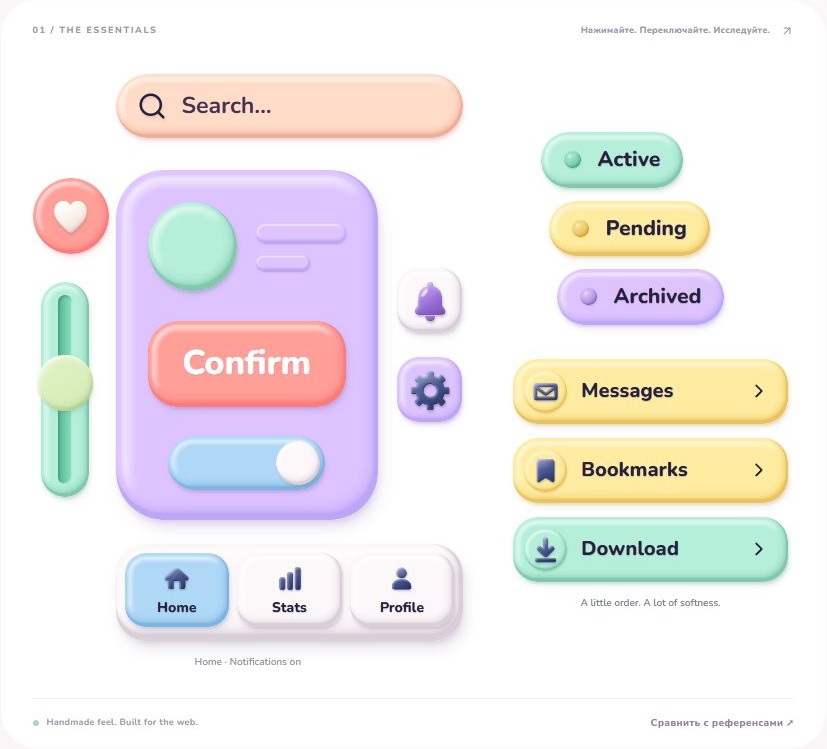 01 / THE ESSENTIALS
Нажимайте. Переключайте. Исследуйте.
Search...
Active
Pending
Archived
Confirm
Messages
Bookmarks
Download
A little order. A lot of softness.
Home
Stats
Profile
Home · Notifications on
Handmade feel. Built for the web.
Сравнить с референсами ↗